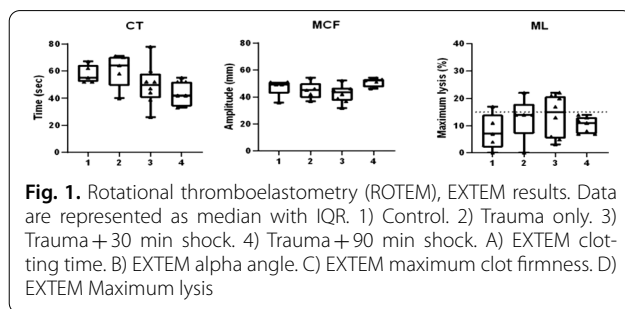 CT
MCF
ML
Time (sec)
80
60
40
20
0
1 2 3 4
Amplitude (mm)
80
60
40
20
0
1 2 3 4
Maximum lysis (%)
40
30
20
10
0
1 2 3 4
Fig. 1. Rotational thromboelastometry (ROTEM), EXTEM results. Data
are represented as median with IQR. 1) Control. 2) Trauma only. 3)
Trauma + 30 min shock. 4) Trauma + 90 min shock. A) EXTEM clot-
ting time. B) EXTEM alpha angle. C) EXTEM maximum clot firmness. D)
EXTEM Maximum lysis